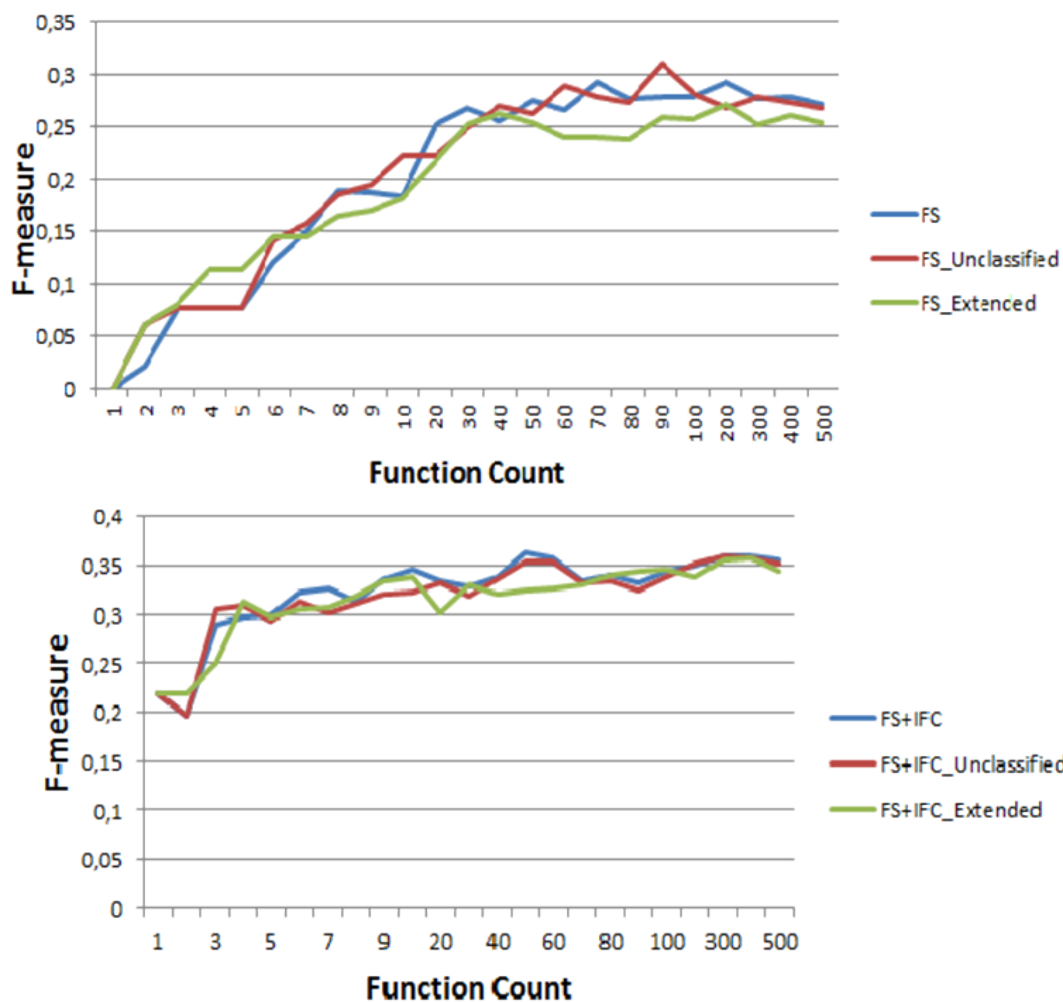 0,35
0,3
0,25
0,2
0,15
0,1
0,05
0
F-measure
1 2 3 4 5 6 7 8 9 10 20 30 40 50 60 70 80 90 100 200 300 400 500
Function Count
FS
FS_Unclassified
FS_Extended
0,4
0,35
0,3
0,25
0,2
0,15
0,1
0,05
0
F-measure
1 3 5 7 9 20 40 60 80 100 300 500
Function Count
FS+IFC
FS+IFC_Unclassified
FS+IFC_Extended